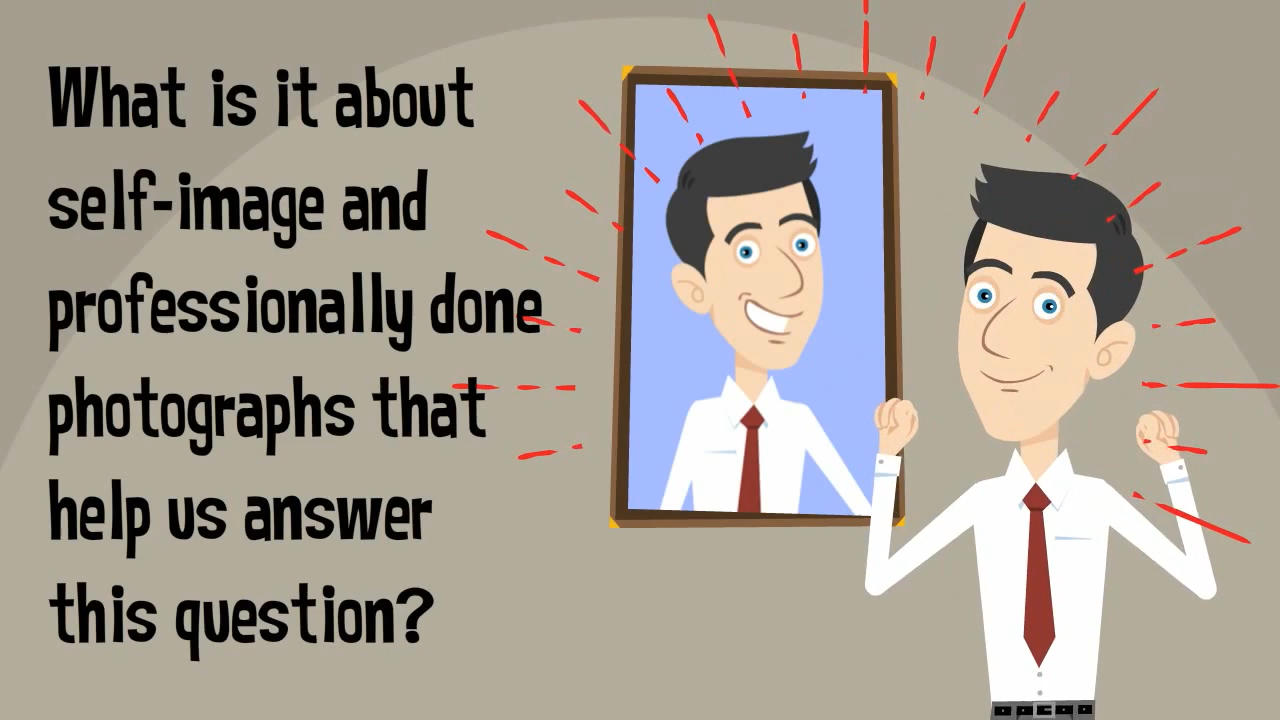 What is it about
self-image and
professionally done
photographs that
help us answer
this question?